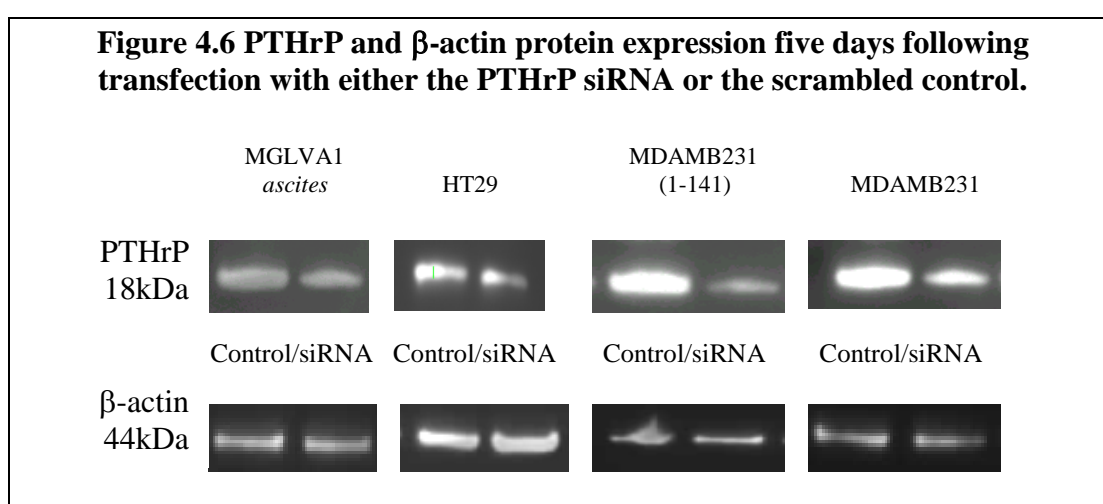 Figure 4.6 PTHrP and β-actin protein expression five days following
transfection with either the PTHrP siRNA or the scrambled control.
MGLVA1
ascites
HT29
MDAMB231
(1-141)
MDAMB231
PTHrP
18kDa
Control/siRNA Control/siRNA Control/siRNA Control/siRNA
β-actin
44kDa